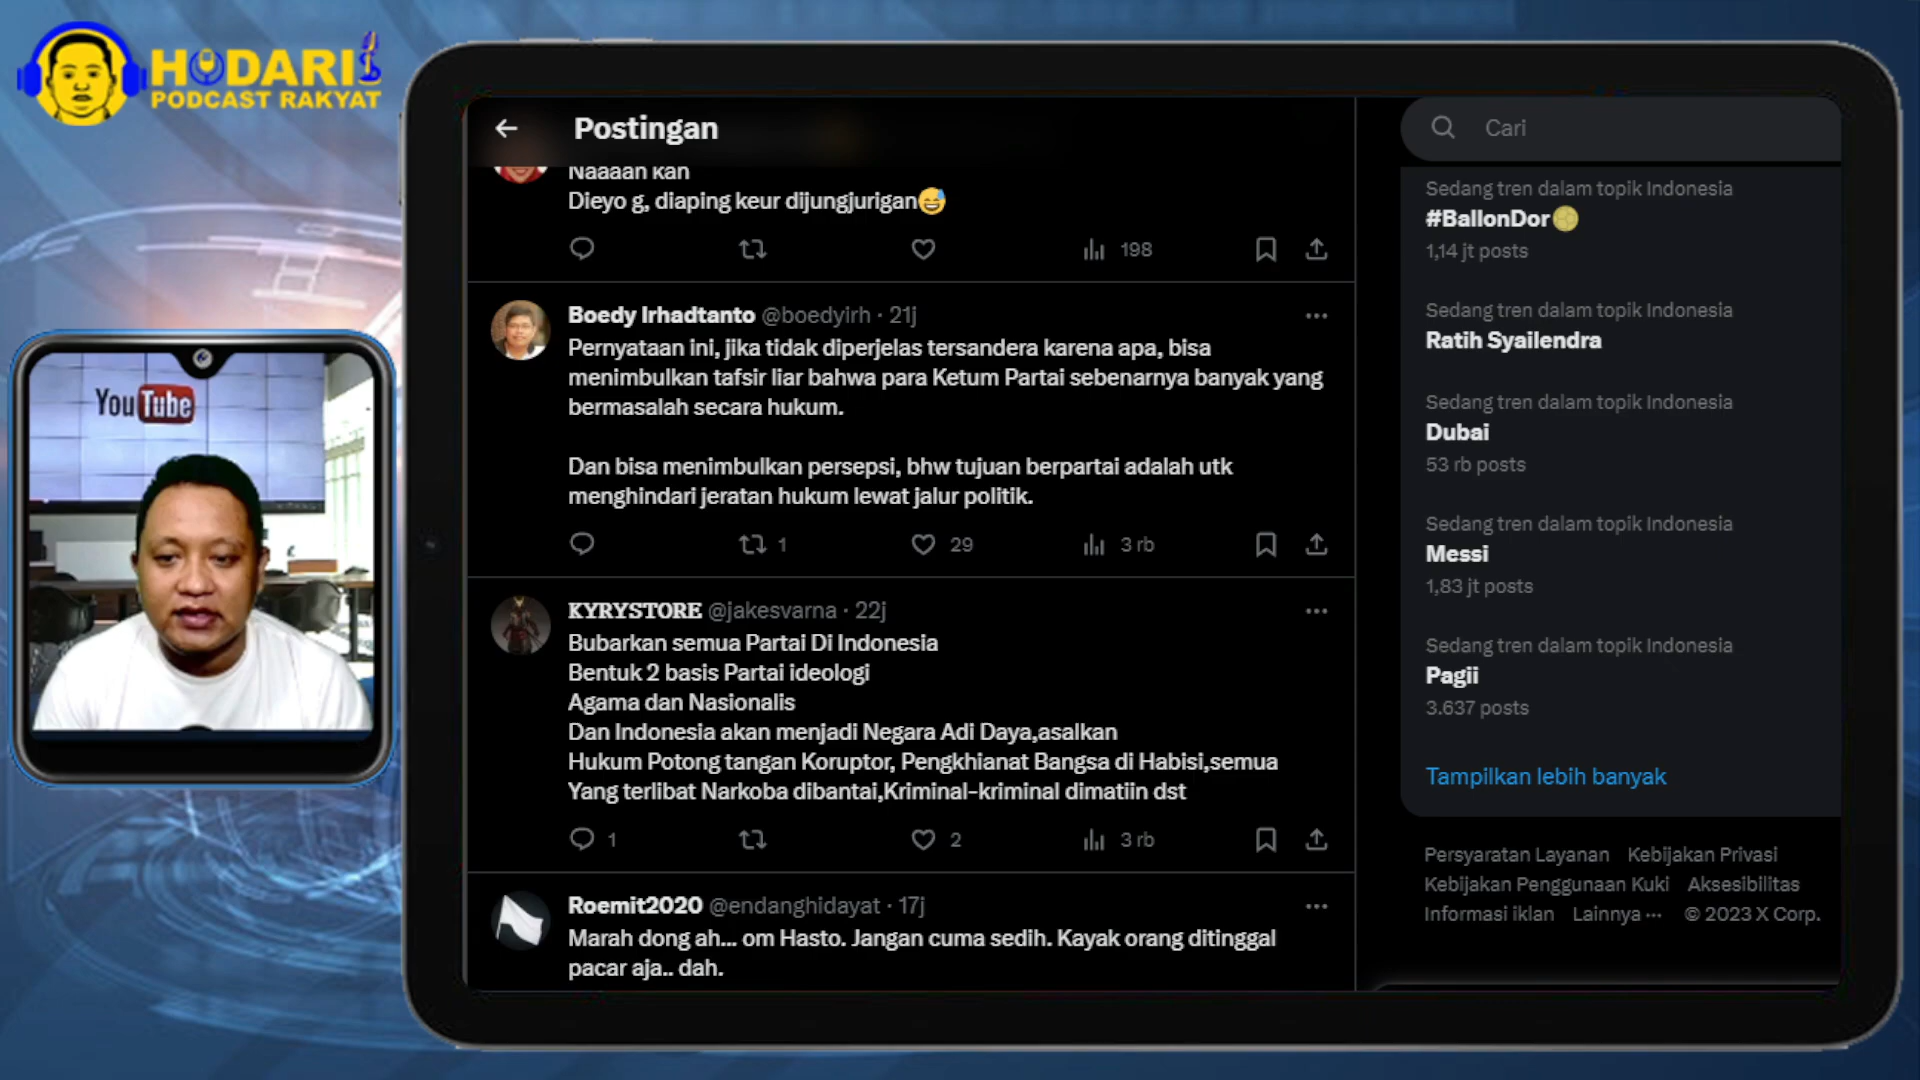 HODARI
PODCAST RAKYAT
YouTube
Postingan
Naaaan kan
Dieyo g, diaping keur dijungjurigan
198
Boedy Irhadtanto @boedyirh · 21j
Pernyataan ini, jika tidak diperjelas tersandera karena apa, bisa
menimbulkan tafsir liar bahwa para Ketum Partai sebenarnya banyak yang
bermasalah secara hukum.
Dan bisa menimbulkan persepsi, bhw tujuan berpartai adalah utk
menghindari jeratan hukum lewat jalur politik.
1 29 3 rb
KYRYSTORE @jakesvarna · 22j
Bubarkan semua Partai Di Indonesia
Bentuk 2 basis Partai ideologi
Agama dan Nasionalis
Dan Indonesia akan menjadi Negara Adi Daya,asalkan
Hukum Potong tangan Koruptor, Pengkhianat Bangsa di Habisi,semua
Yang terlibat Narkoba dibantai,Kriminal-kriminal dimatiin dst
1 2 3 rb
Roemit2020 @endanghidayat · 17j
Marah dong ah... om Hasto. Jangan cuma sedih. Kayak orang ditinggal
pacar aja.. dah.
Cari
Sedang tren dalam topik Indonesia
#BallonDor
1,14 jt posts
Sedang tren dalam topik Indonesia
Ratih Syailendra
Sedang tren dalam topik Indonesia
Dubai
53 rb posts
Sedang tren dalam topik Indonesia
Messi
1,83 jt posts
Sedang tren dalam topik Indonesia
Pagii
3.637 posts
Tampilkan lebih banyak
Persyaratan Layanan Kebijakan Privasi
Kebijakan Penggunaan Kuki Aksesibilitas
Informasi iklan Lainnya ··· © 2023 X Corp.